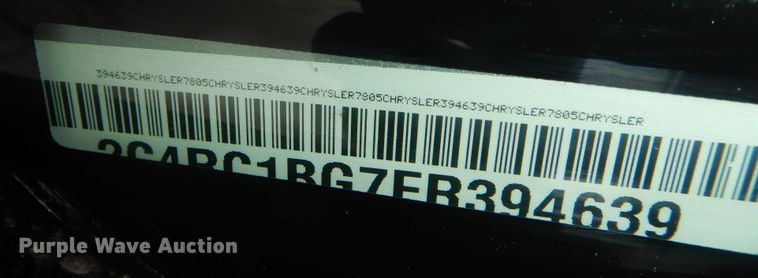 394639CHRYSLER7805CHRYSLER394639CHRYSLER7805CHRYSLER394639CHRYSLER7805CHRYSLER
2C4RC1BG7ER394639
Purple Wave Auction